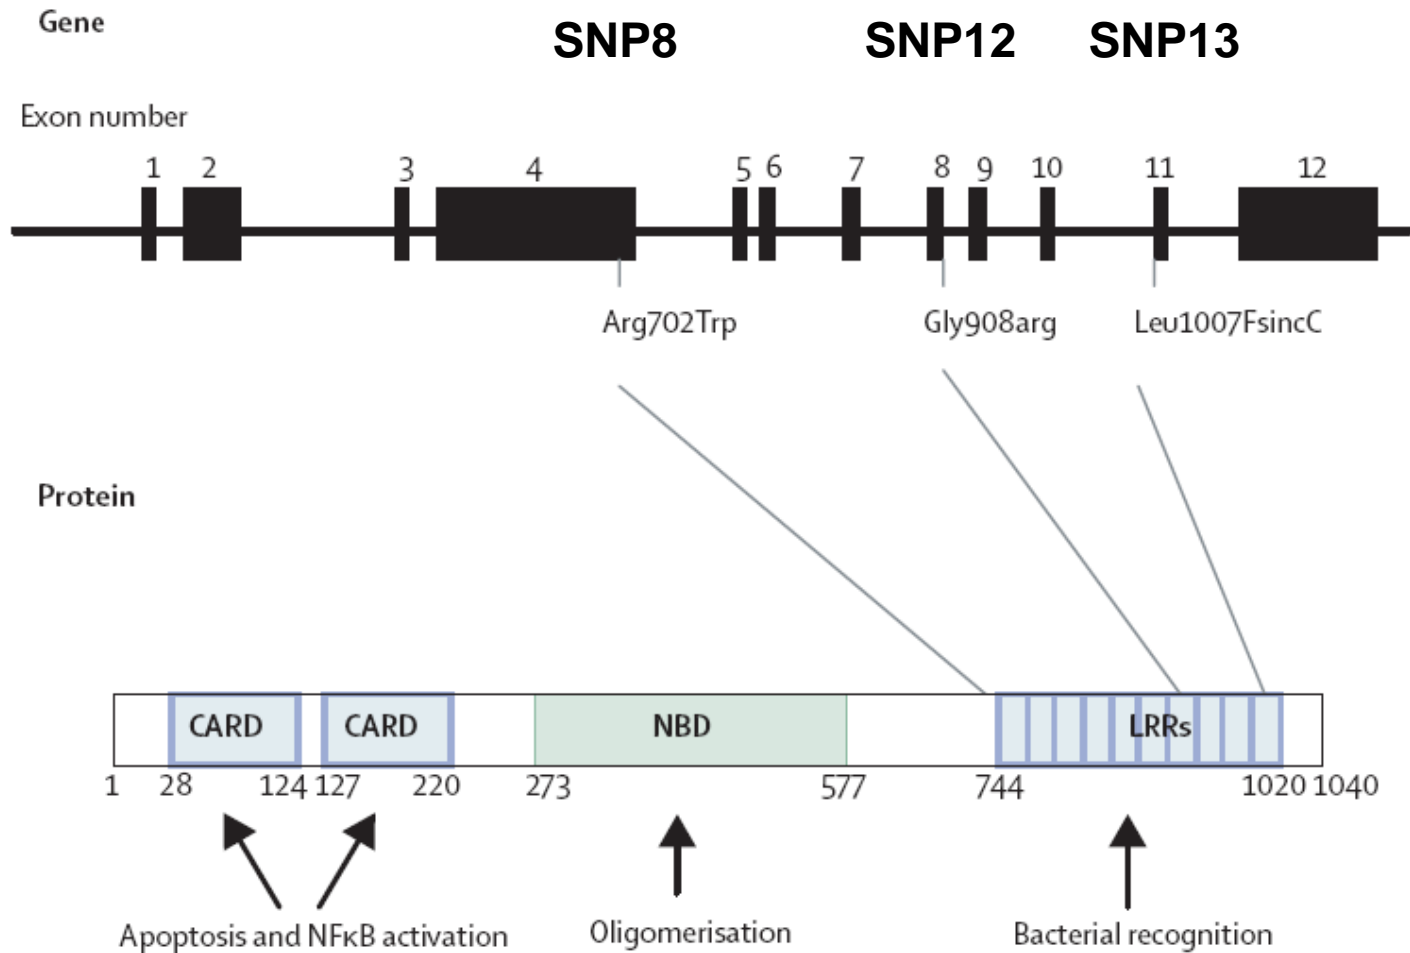 Gene
SNP8 SNP12 SNP13
Exon number
1 2 3 4 5 6 7 8 9 10 11 12
Arg702Trp Gly908arg Leu1007FsincC
Protein
CARD CARD NBD LRRs
1 28 124 127 220 273 577 744 1020 1040
Apoptosis and NFκB activation Oligomerisation Bacterial recognition